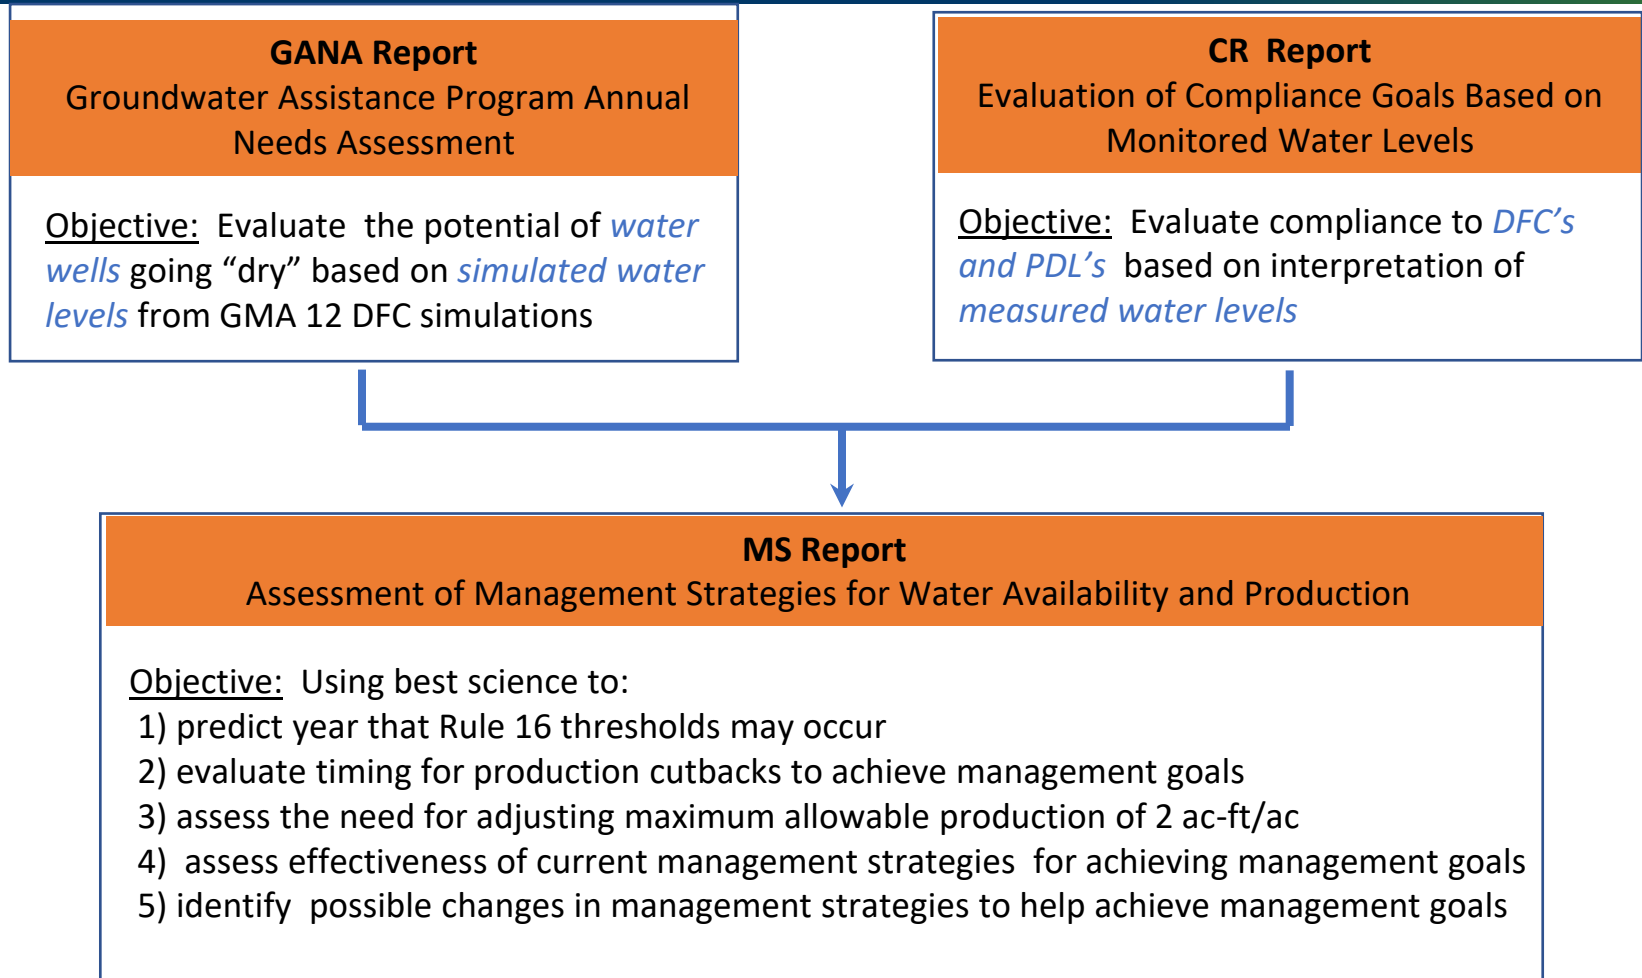 GANA Report
Groundwater Assistance Program Annual
Needs Assessment
Objective: Evaluate the potential of water
wells going “dry” based on simulated water
levels from GMA 12 DFC simulations
CR Report
Evaluation of Compliance Goals Based on
Monitored Water Levels
Objective: Evaluate compliance to DFC’s
and PDL’s based on interpretation of
measured water levels
MS Report
Assessment of Management Strategies for Water Availability and Production
Objective: Using best science to:
1) predict year that Rule 16 thresholds may occur
2) evaluate timing for production cutbacks to achieve management goals
3) assess the need for adjusting maximum allowable production of 2 ac-ft/ac
4) assess effectiveness of current management strategies for achieving management goals
5) identify possible changes in management strategies to help achieve management goals